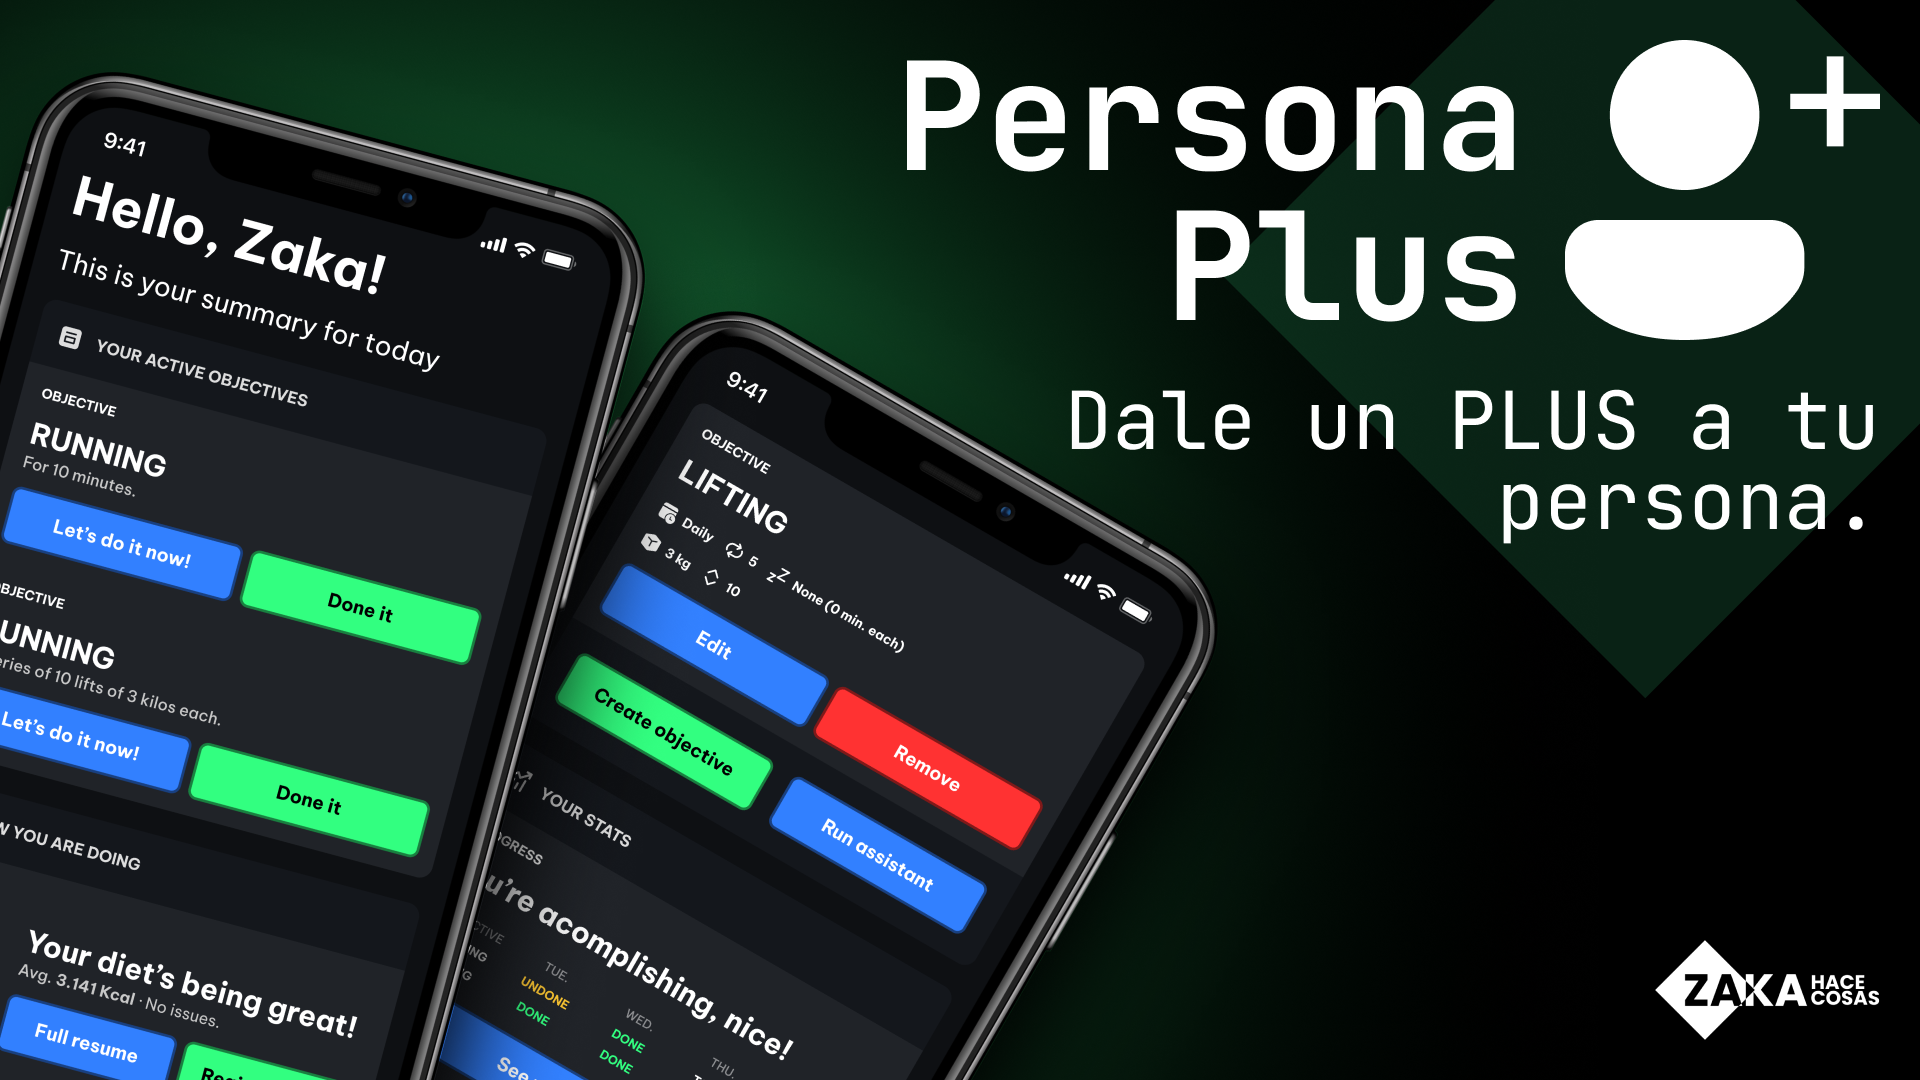 Persona
Plus
Dale un PLUS a tu
persona.
9:41
Hello, Zaka!
This is your summary for today
YOUR ACTIVE OBJECTIVES
OBJECTIVE
RUNNING
For 10 minutes.
Let's do it now!
Done it
OBJECTIVE
UNNING
eries of 10 lifts of 3 kilos each.
Let's do it now!
Done it
W YOU ARE DOING
Your diet's being great!
Avg. 3.141 Kcal · No issues.
Full resume
9:41
OBJECTIVE
LIFTING
Daily 5 None (0 min. each)
3 kg 10
Edit
Remove
Create objective
Run assistant
YOUR STATS
GRESS
u're acomplishing, nice!
CTIVE TUE. WED. THU.
NG UNDONE DONE
G DONE DONE
See
ZAKA HACE
COSAS